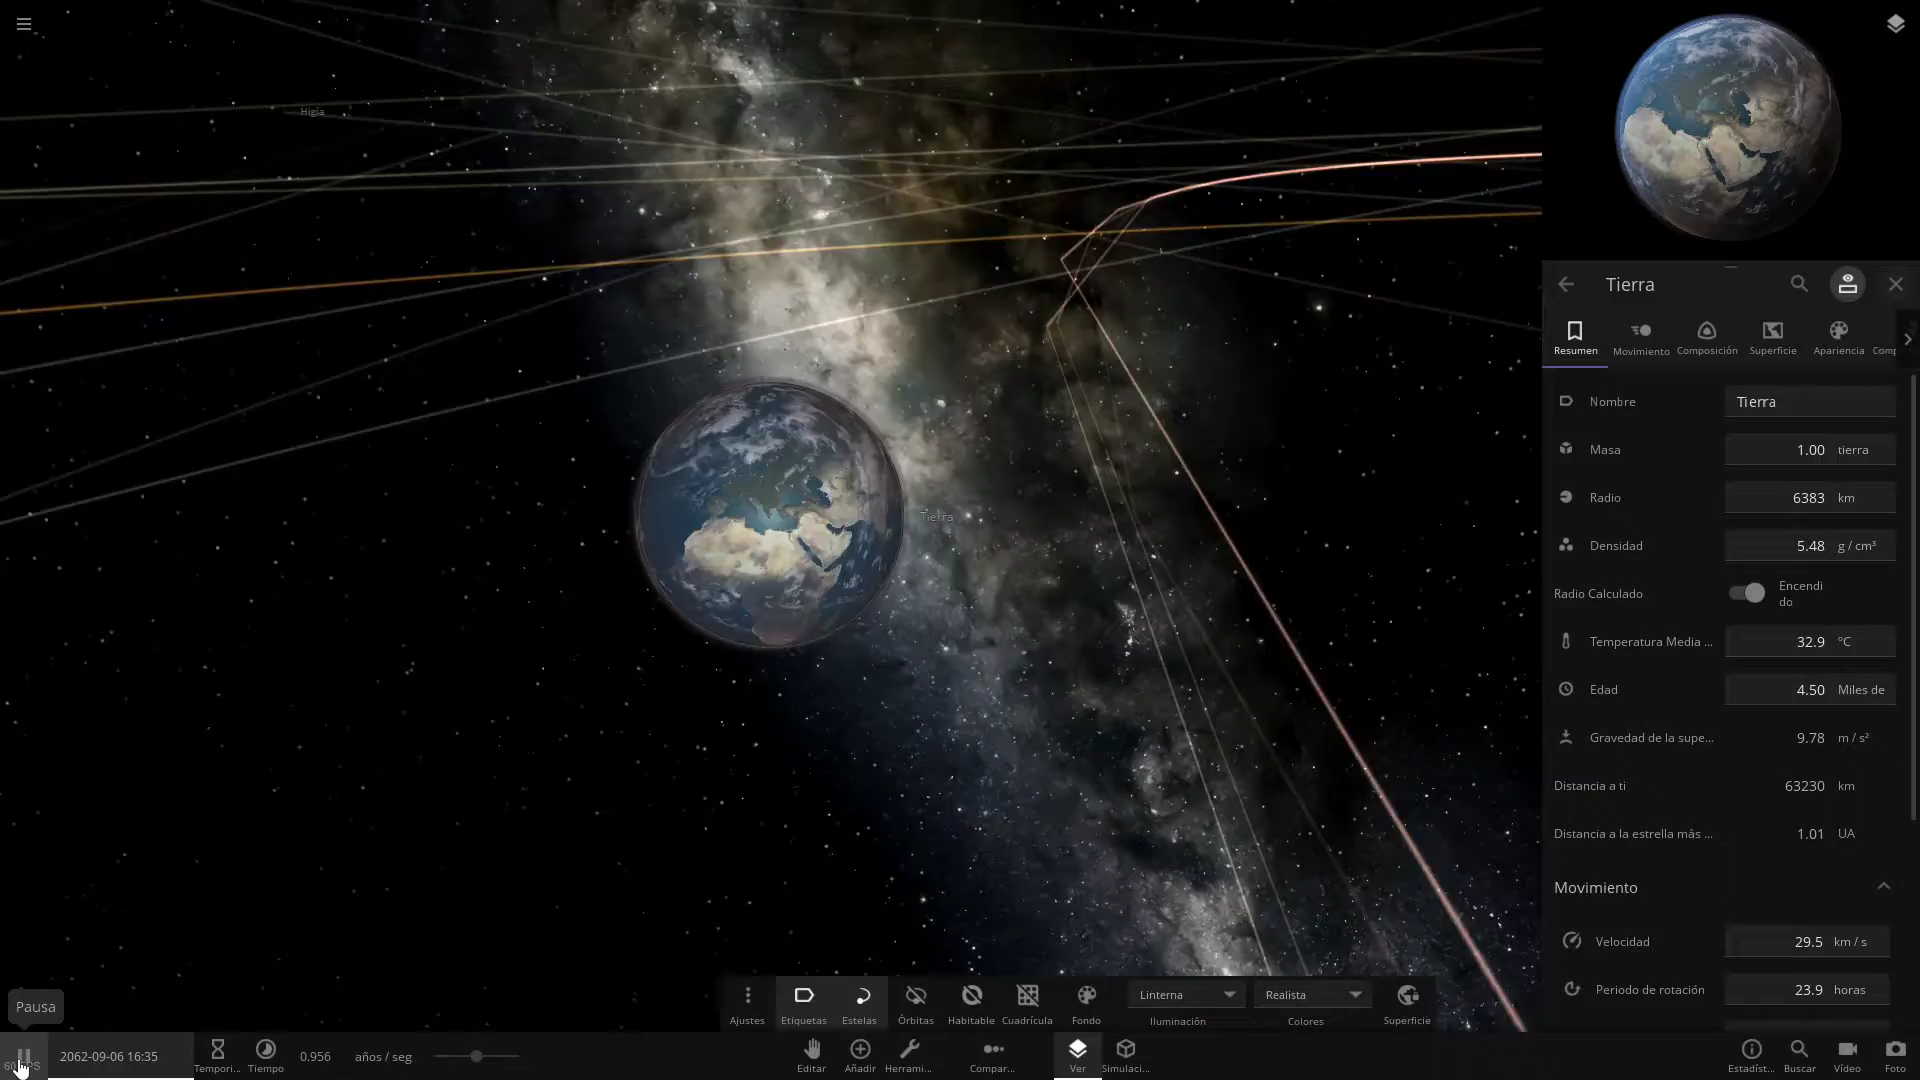 Higía
Tierra
Tierra
Resumen
Movimiento
Composición
Superficie
Apariencia
Comp
Nombre
Tierra
Masa
1.00 tierra
Radio
6383 km
Densidad
5.48 g / cm³
Radio Calculado
Encendi
do
Temperatura Media ...
32.9 °C
Edad
4.50 Miles de
Gravedad de la supe...
9.78 m / s²
Distancia a ti
63230 km
Distancia a la estrella más ...
1.01 UA
Movimiento
Velocidad
29.5 km / s
Periodo de rotación
23.9 horas
Ajustes
Etiquetas
Estelas
Órbitas
Habitable
Cuadrícula
Fondo
Linterna
Iluminación
Realista
Colores
Superficie
Pausa
2062-09-06 16:35
Tempori...
Tiempo
0.956 años / seg
Editar
Añadir
Herrami...
Compar...
Ver
Simulaci...
Estadíst...
Buscar
Vídeo
Foto